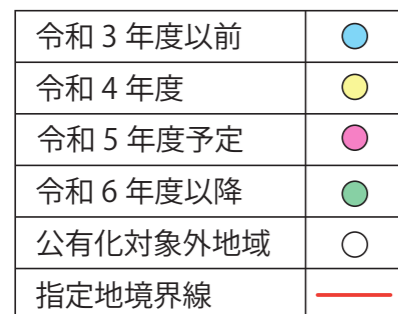 令和 3 年度以前
令和 4 年度
令和 5 年度予定
令和 6 年度以降
公有化対象外地域
指定地境界線